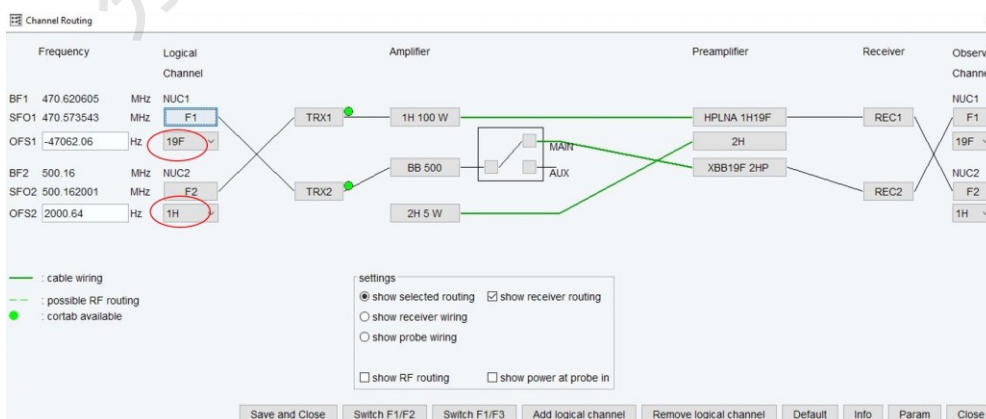 Channel Routing
Frequency Logical Amplifier Preamplifier Receiver Observ
Channel Channe
BF1 470.620605 MHz NUC1 NUC1
SFO1 470.573543 MHz F1 TRX1 1H 100 W HPLNA 1H19F REC1 F1
OFS1 -47062.06 Hz 19F MAIN 2H 19F
BF2 500.16 MHz NUC2 BB 500 AUX XBB19F 2HP NUC2
SFO2 500.162001 MHz F2 TRX2 REC2 F2
OFS2 2000.64 Hz 1H 2H 5 W 1H
: cable wiring
: possible RF routing
: cortab available
settings
show selected routing show receiver routing
show receiver wiring
show probe wiring
show RF routing show power at probe in
Save and Close Switch F1/F2 Switch F1/F3 Add logical channel Remove logical channel Default Info Param Close